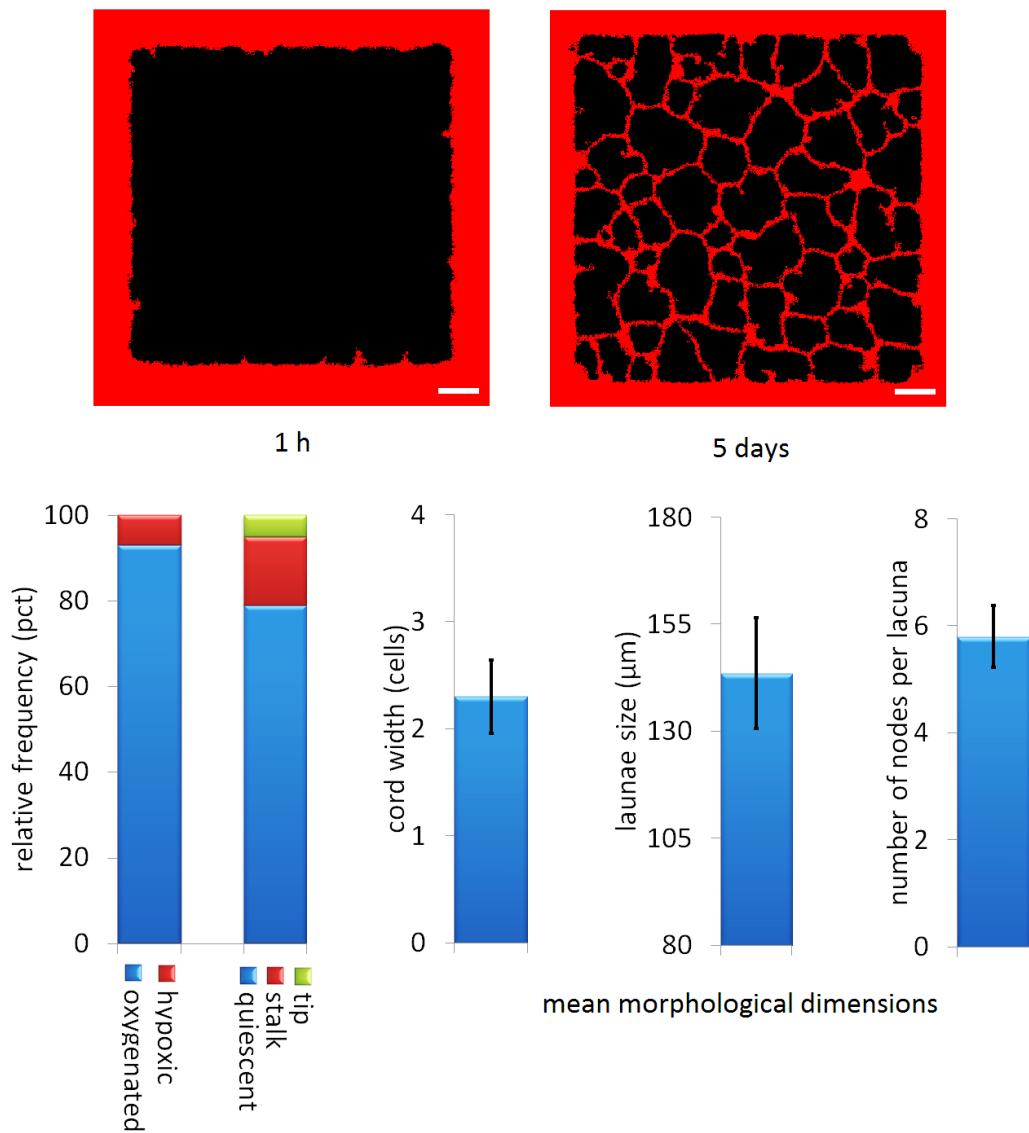 1 h
5 days
relative frequency (pct)
100
80
60
40
20
0
oxygenated
hypoxic
quiescent
stalk
tip
cord width (cells)
4
3
2
1
0
launae size (μm)
180
155
130
105
80
number of nodes per lacuna
8
6
4
2
0
mean morphological dimensions